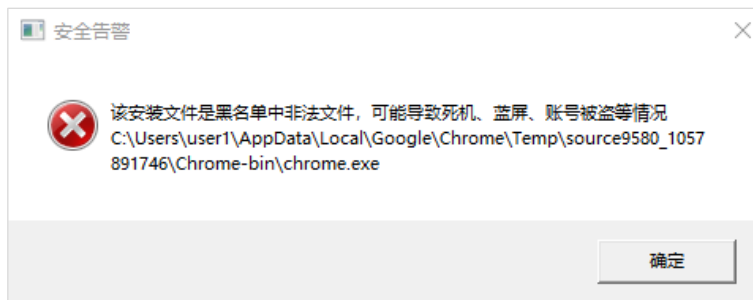 安全告警
该安装文件是黑名单中非法文件，可能导致死机、蓝屏、账号被盗等情况
C:\Users\user1\AppData\Local\Google\Chrome\Temp\source9580_1057
891746\Chrome-bin\chrome.exe
确定